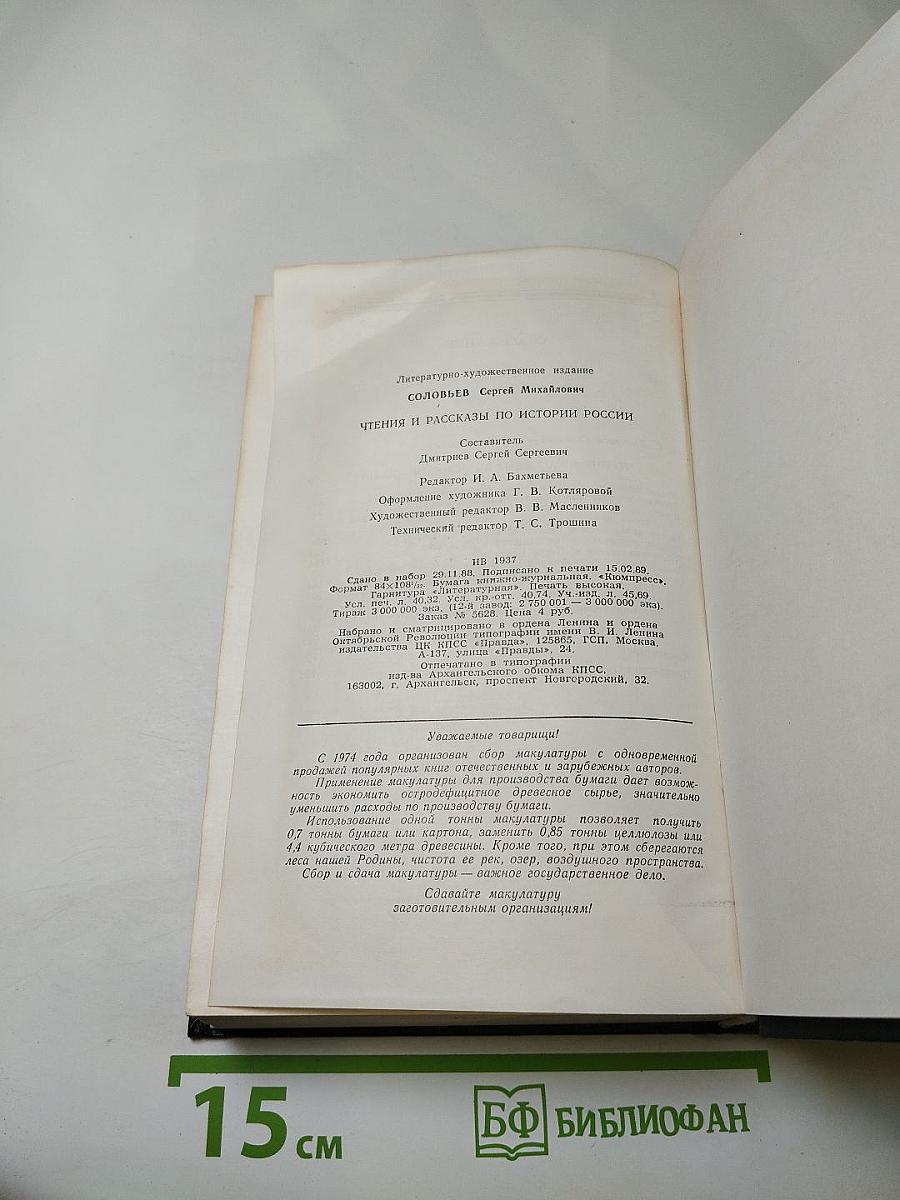 Литературно-художественное издание
СОЛОВЬЕВ Сергей Михайлович
ЧТЕНИЯ И РАССКАЗЫ ПО ИСТОРИИ РОССИИ
Составитель
Дмитриев Сергей Сергеевич
Редактор И. А. Бахметьева
Оформление художника Г. В. Котляровой
Художественный редактор В. В. Масленников
Технический редактор Т. С. Трошина
ИБ 1937
Сдано в набор 29.11.88. Подписано к печати 15.02.89.
Формат 84×108¹/₃₂. Бумага книжно-журнальная, «Кюмпресс».
Гарнитура «Литературная». Печать высокая.
Усл. печ. л. 40,32. Усл. кр.-отт. 40,74. Уч.-изд. л. 45,69.
Тираж 3 000 000 экз. (12-й завод: 2 750 001 — 3 000 000 экз).
Заказ № 5628. Цена 4 руб.
Набрано и сматрицировано в ордена Ленина и ордена
Октябрьской Революции типографии имени В. И. Ленина
издательства ЦК КПСС «Правда», 125865, ГСП, Москва,
А-137, улица «Правды», 24.
Отпечатано в типографии
изд-ва Архангельского обкома КПСС,
163002, г. Архангельск, проспект Новгородский, 32.
Уважаемые товарищи!
С 1974 года организован сбор макулатуры с одновременной
продажей популярных книг отечественных и зарубежных авторов.
Применение макулатуры для производства бумаги дает возмож-
ность экономить остродефицитное древесное сырье, значительно
уменьшить расходы по производству бумаги.
Использование одной тонны макулатуры позволяет получить
0,7 тонны бумаги или картона, заменить 0,85 тонны целлюлозы или
4,4 кубического метра древесины. Кроме того, при этом сберегаются
леса нашей Родины, чистота ее рек, озер, воздушного пространства.
Сбор и сдача макулатуры — важное государственное дело.
Сдавайте макулатуру
заготовительным организациям!
15 см
БФ БИБЛИОФАН